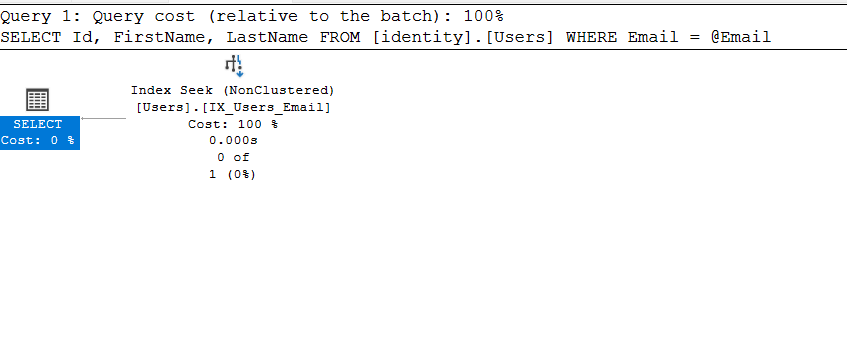 Query 1: Query cost (relative to the batch): 100%
SELECT Id, FirstName, LastName FROM [identity].[Users] WHERE Email = @Email
SELECT
Cost: 0 %
Index Seek (NonClustered)
[Users].[IX_Users_Email]
Cost: 100 %
0.000s
0 of
1 (0%)